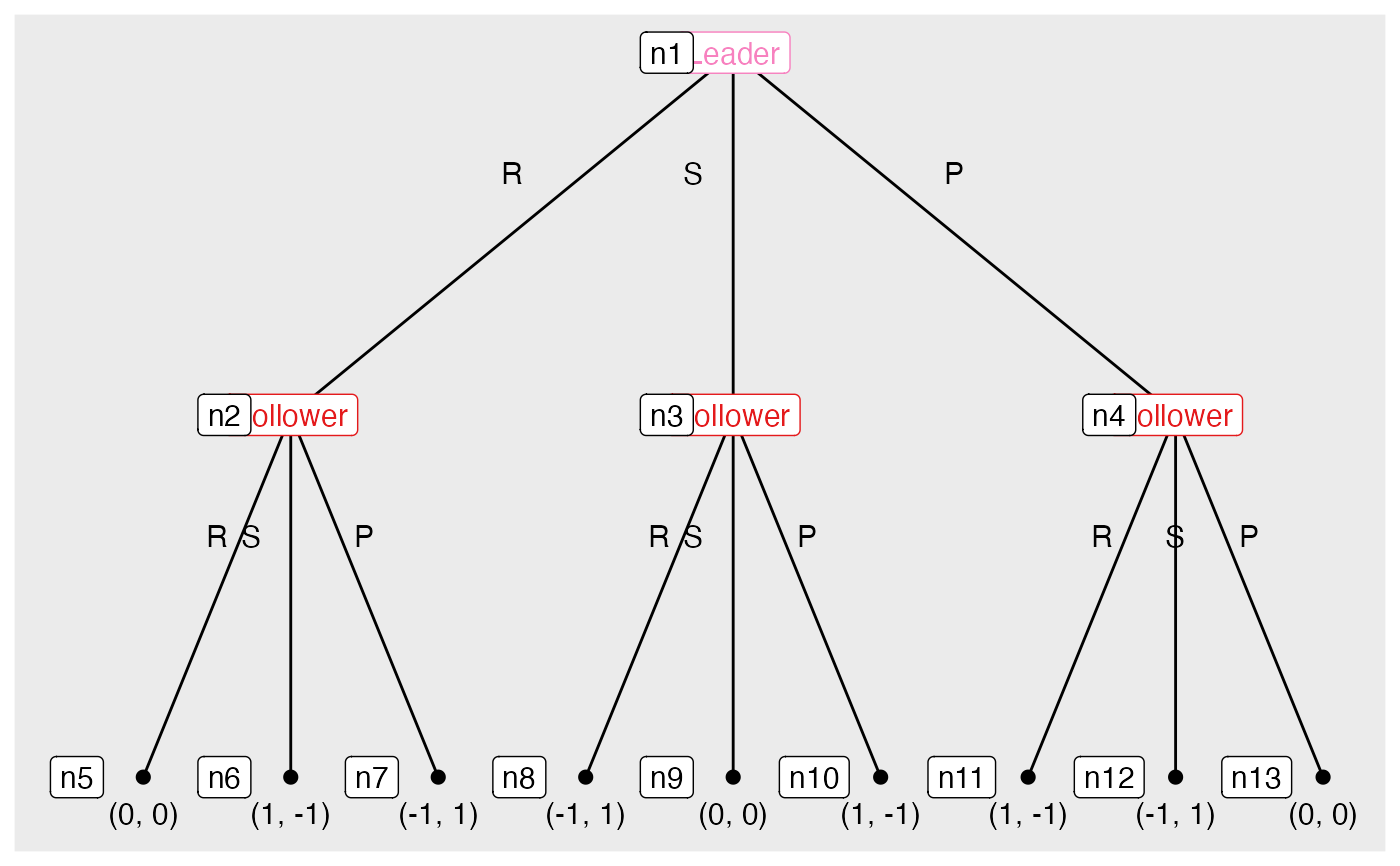 n1 Leader
R S P
n2 ollower n3 ollower n4 ollower
R S P R S P R S P
n5 n6 n7 n8 n9 n10 n11 n12 n13
(0, 0) (1, -1) (-1, 1) (-1, 1) (0, 0) (1, -1) (1, -1) (-1, 1) (0, 0)